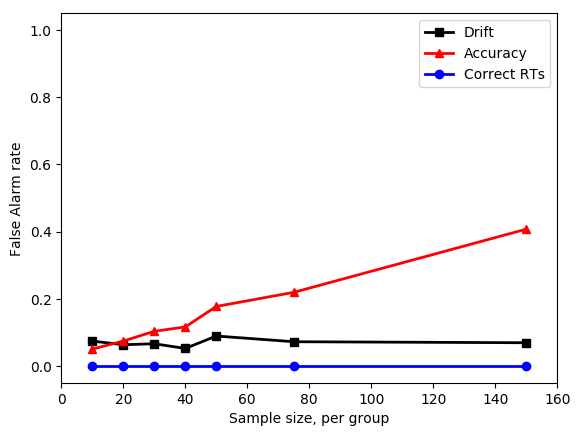 Drift
Accuracy
Correct RTs
1.0
0.8
0.6
0.4
0.2
0.0
False Alarm rate
0 20 40 60 80 100 120 140 160
Sample size, per group